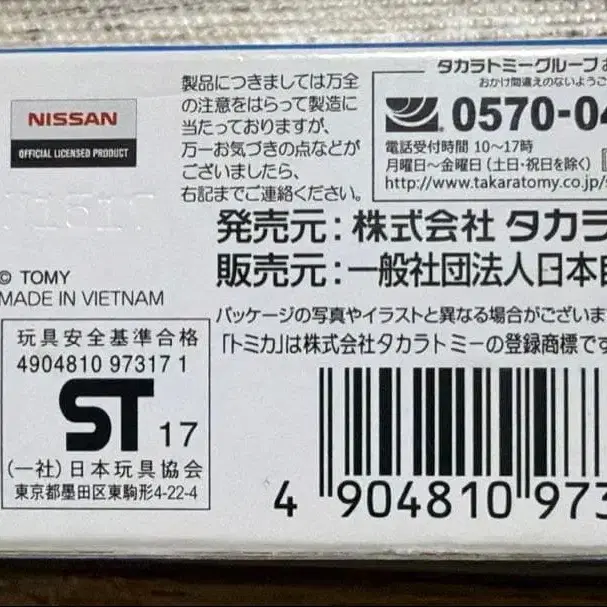 NISSAN
OFFICIAL LICENSED PRODUCT
製品につきましては万全
の注意をはらって製造に
当たっておりますが、
万一お気づきの点などが
ございましたら、
右記までご連絡ください。
タカラトミーグループお
おかけ間違えのないようご
0570-04
電話受付時間 10〜17時
月曜日〜金曜日(土・祝日を除く)
http://www.takaratomy.co.jp/s
発売元:株式会社 タカラ
販売元:一般社団法人日本
© TOMY
MADE IN VIETNAM
パッケージの写真やイラストと異なる場合がございま
「トミカ」は株式会社タカラトミーの登録商標です
玩具安全基準合格
4904810 97317 1
ST 17
(一社)日本玩具協会
東京都墨田区東駒形4-22-4
4 904810 973